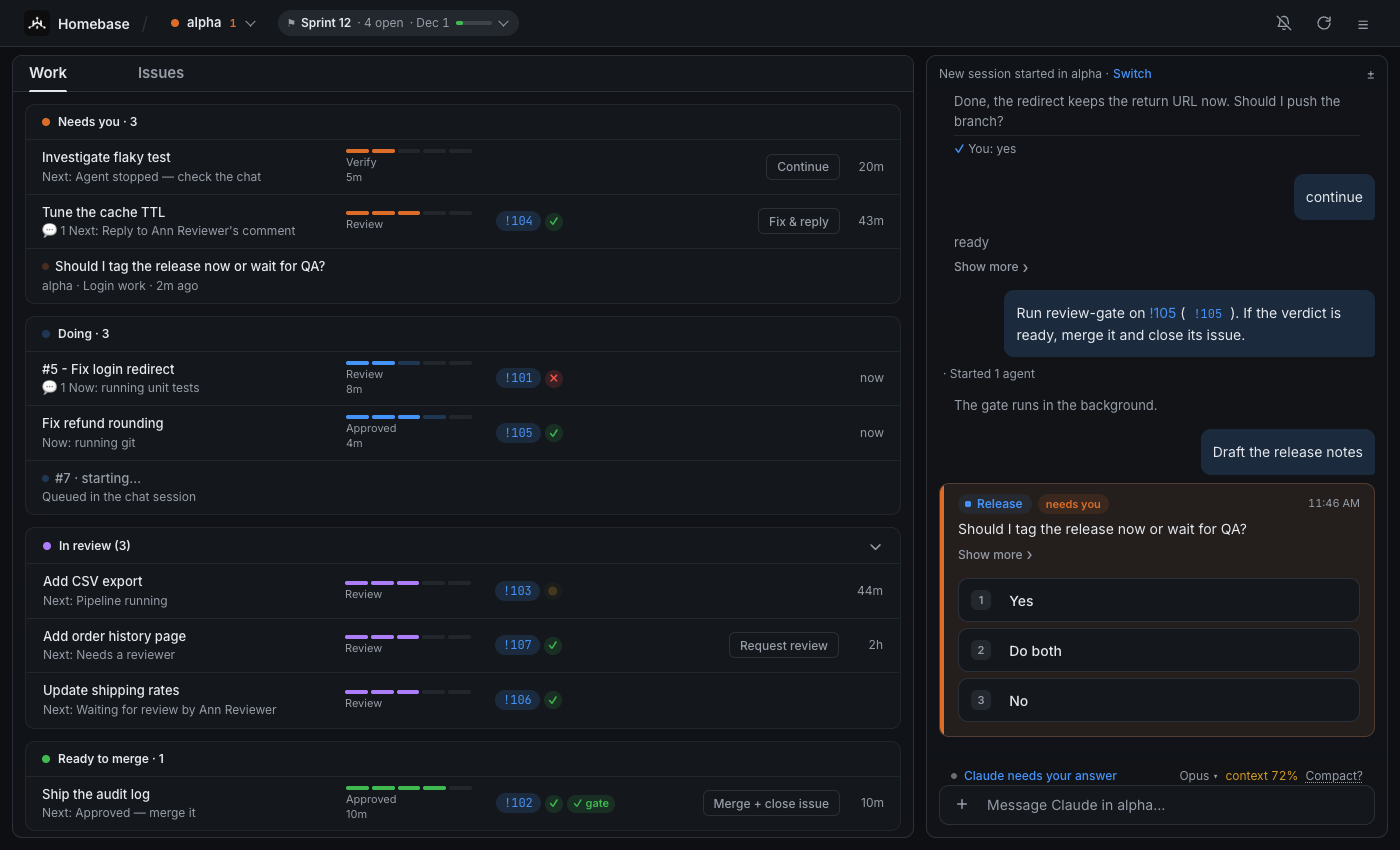 Homebase / alpha 1
Sprint 12 · 4 open · Dec 1
Work
Issues
Needs you · 3
Investigate flaky test
Next: Agent stopped — check the chat
Verify
5m
Continue
20m
Tune the cache TTL
💬 1 Next: Reply to Ann Reviewer's comment
Review
!104
Fix & reply
43m
Should I tag the release now or wait for QA?
alpha · Login work · 2m ago
Doing · 3
#5 - Fix login redirect
💬 1 Now: running unit tests
Review
8m
!101
now
Fix refund rounding
Now: running git
Approved
4m
!105
now
#7 · starting...
Queued in the chat session
In review (3)
Add CSV export
Next: Pipeline running
Review
!103
44m
Add order history page
Next: Needs a reviewer
Review
!107
Request review
2h
Update shipping rates
Next: Waiting for review by Ann Reviewer
Review
!106
Ready to merge · 1
Ship the audit log
Next: Approved — merge it
Approved
10m
!102
✓ gate
Merge + close issue
10m
New session started in alpha · Switch
±
Done, the redirect keeps the return URL now. Should I push the
branch?
✓ You: yes
continue
ready
Show more ›
Run review-gate on !105 ( !105 ). If the verdict is
ready, merge it and close its issue.
· Started 1 agent
The gate runs in the background.
Draft the release notes
Release
needs you
11:46 AM
Should I tag the release now or wait for QA?
Show more ›
1 Yes
2 Do both
3 No
Claude needs your answer
Opus • context 72% Compact?
+ Message Claude in alpha...